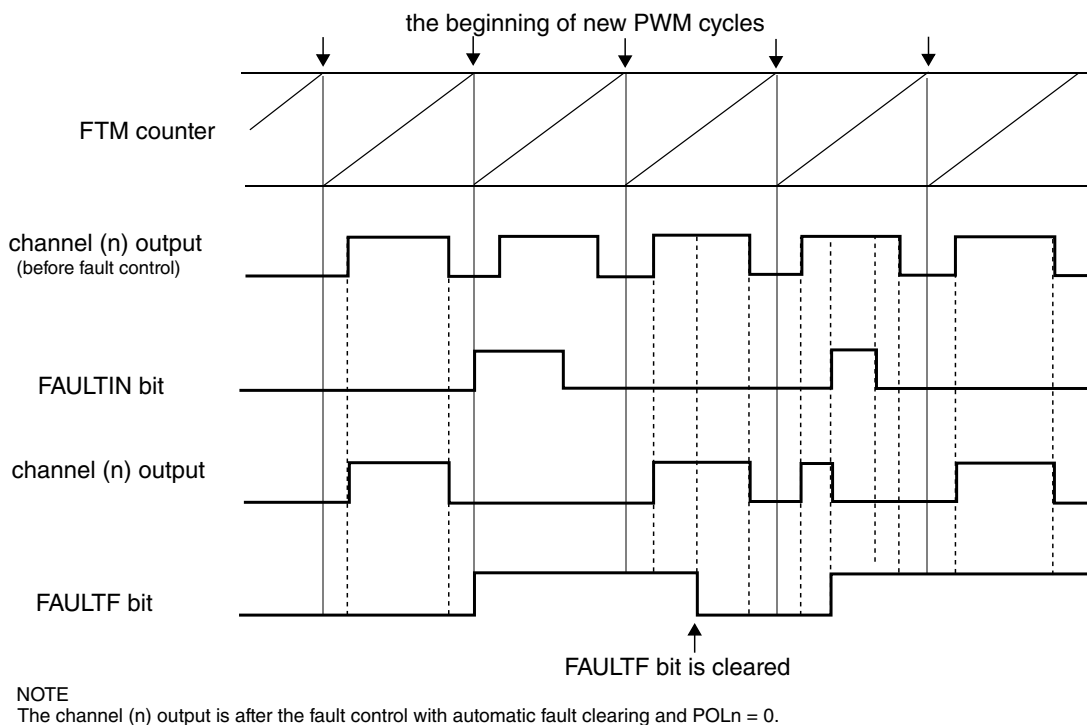 the beginning of new PWM cycles
FTM counter
channel (n) output
(before fault control)
FAULTIN bit
channel (n) output
FAULTF bit
FAULTF bit is cleared
NOTE
The channel (n) output is after the fault control with automatic fault clearing and POLn = 0.